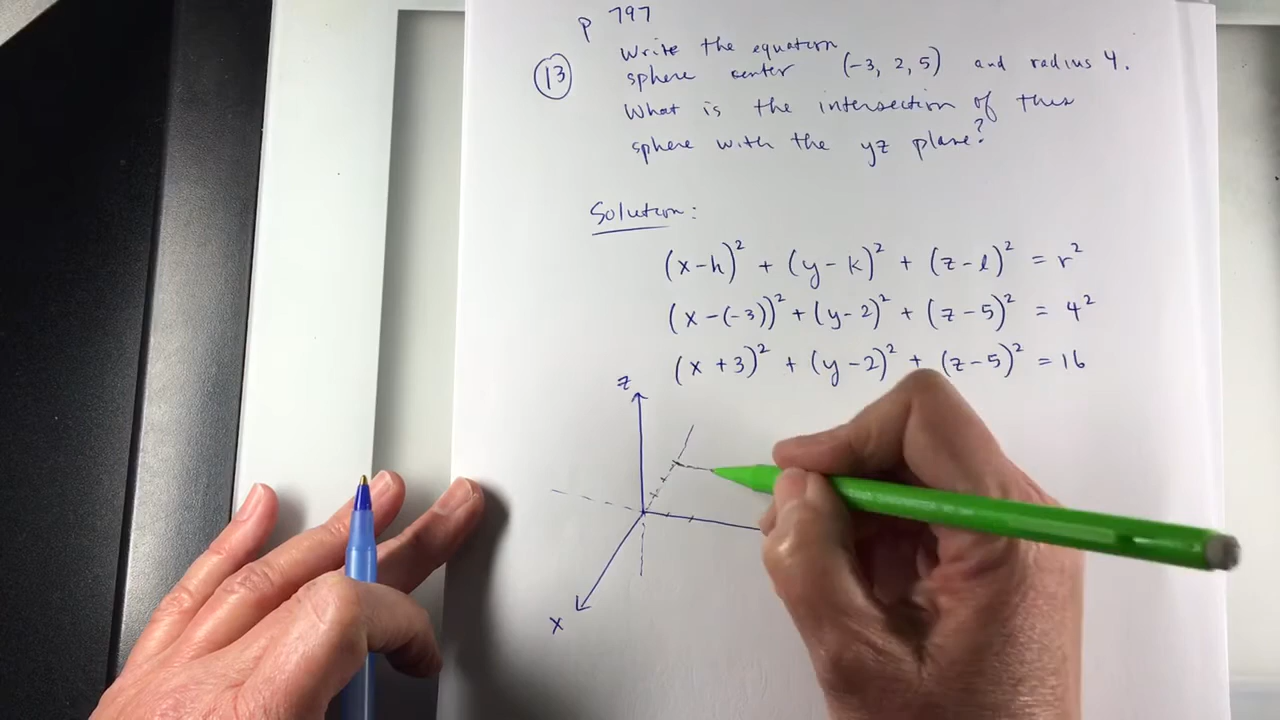 p 797
13 Write the equation
sphere center (-3, 2, 5) and radius 4.
What is the intersection of this
sphere with the yz plane?
Solution:
(x-h)² + (y-k)² + (z-l)² = r²
(x-(-3))² + (y-2)² + (z-5)² = 4²
(x+3)² + (y-2)² + (z-5)² = 16
z
x